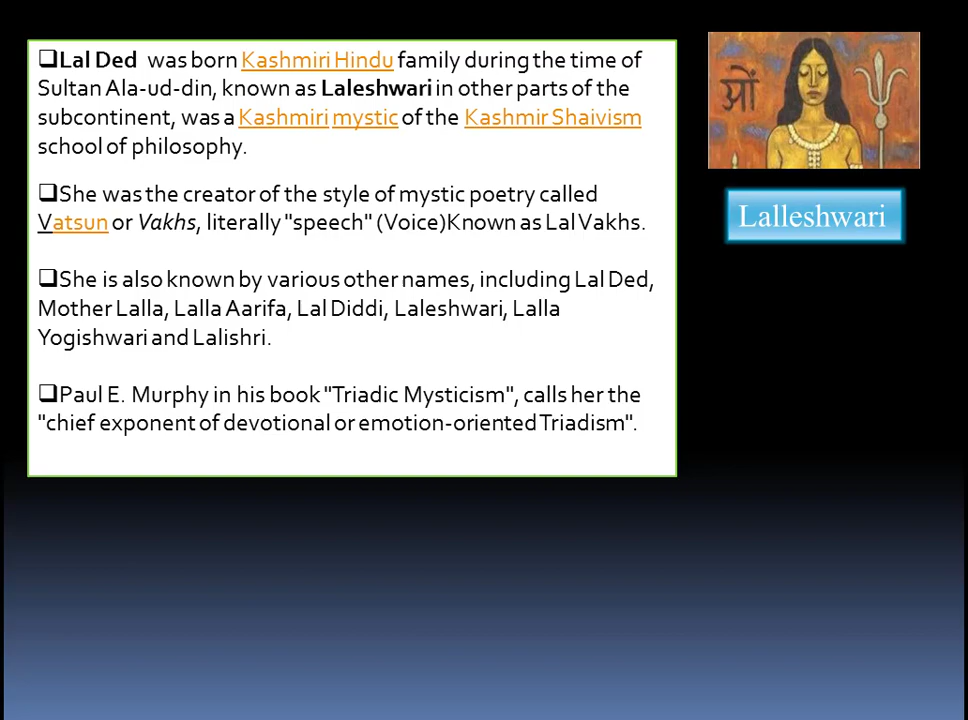 ❑Lal Ded was born Kashmiri Hindu family during the time of
Sultan Ala-ud-din, known as Laleshwari in other parts of the
subcontinent, was a Kashmiri mystic of the Kashmir Shaivism
school of philosophy.
❑She was the creator of the style of mystic poetry called
Vatsun or Vakhs, literally "speech" (Voice)Known as Lal Vakhs.
❑She is also known by various other names, including Lal Ded,
Mother Lalla, Lalla Aarifa, Lal Diddi, Laleshwari, Lalla
Yogishwari and Lalishri.
❑Paul E. Murphy in his book "Triadic Mysticism", calls her the
"chief exponent of devotional or emotion-oriented Triadism".
ओं
Lalleshwari